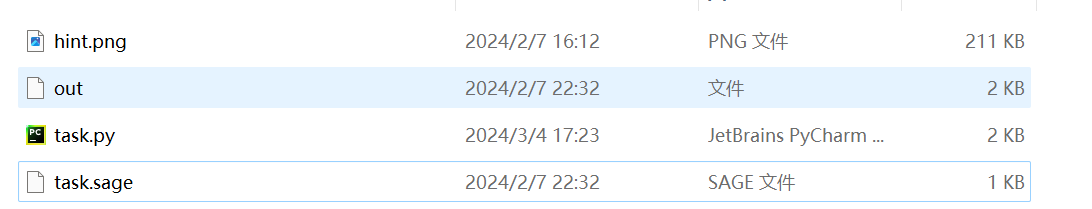 hint.png 2024/2/7 16:12 PNG 文件 211 KB
out 2024/2/7 22:32 文件 2 KB
task.py 2024/3/4 17:23 JetBrains PyCharm ... 2 KB
task.sage 2024/2/7 22:32 SAGE 文件 1 KB